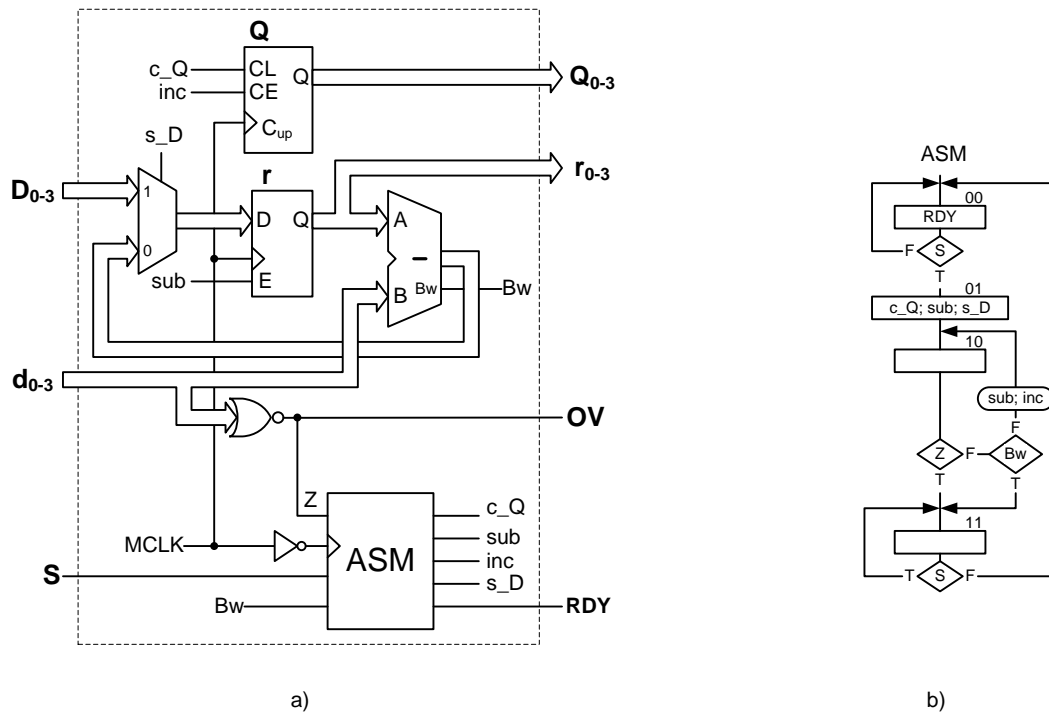 Q
c_Q
CL
Q
Q0-3
inc
CE
Cup
s_D
D0-3
1
r
r0-3
D
Q
A
0
–
sub
E
B
Bw
Bw
d0-3
OV
Z
c_Q
MCLK
ASM
sub
inc
S
s_D
Bw
RDY
a)
ASM
00
RDY
F
S
T
01
c_Q; sub; s_D
10
sub; inc
F
Z
F
Bw
T
T
11
T
S
F
b)